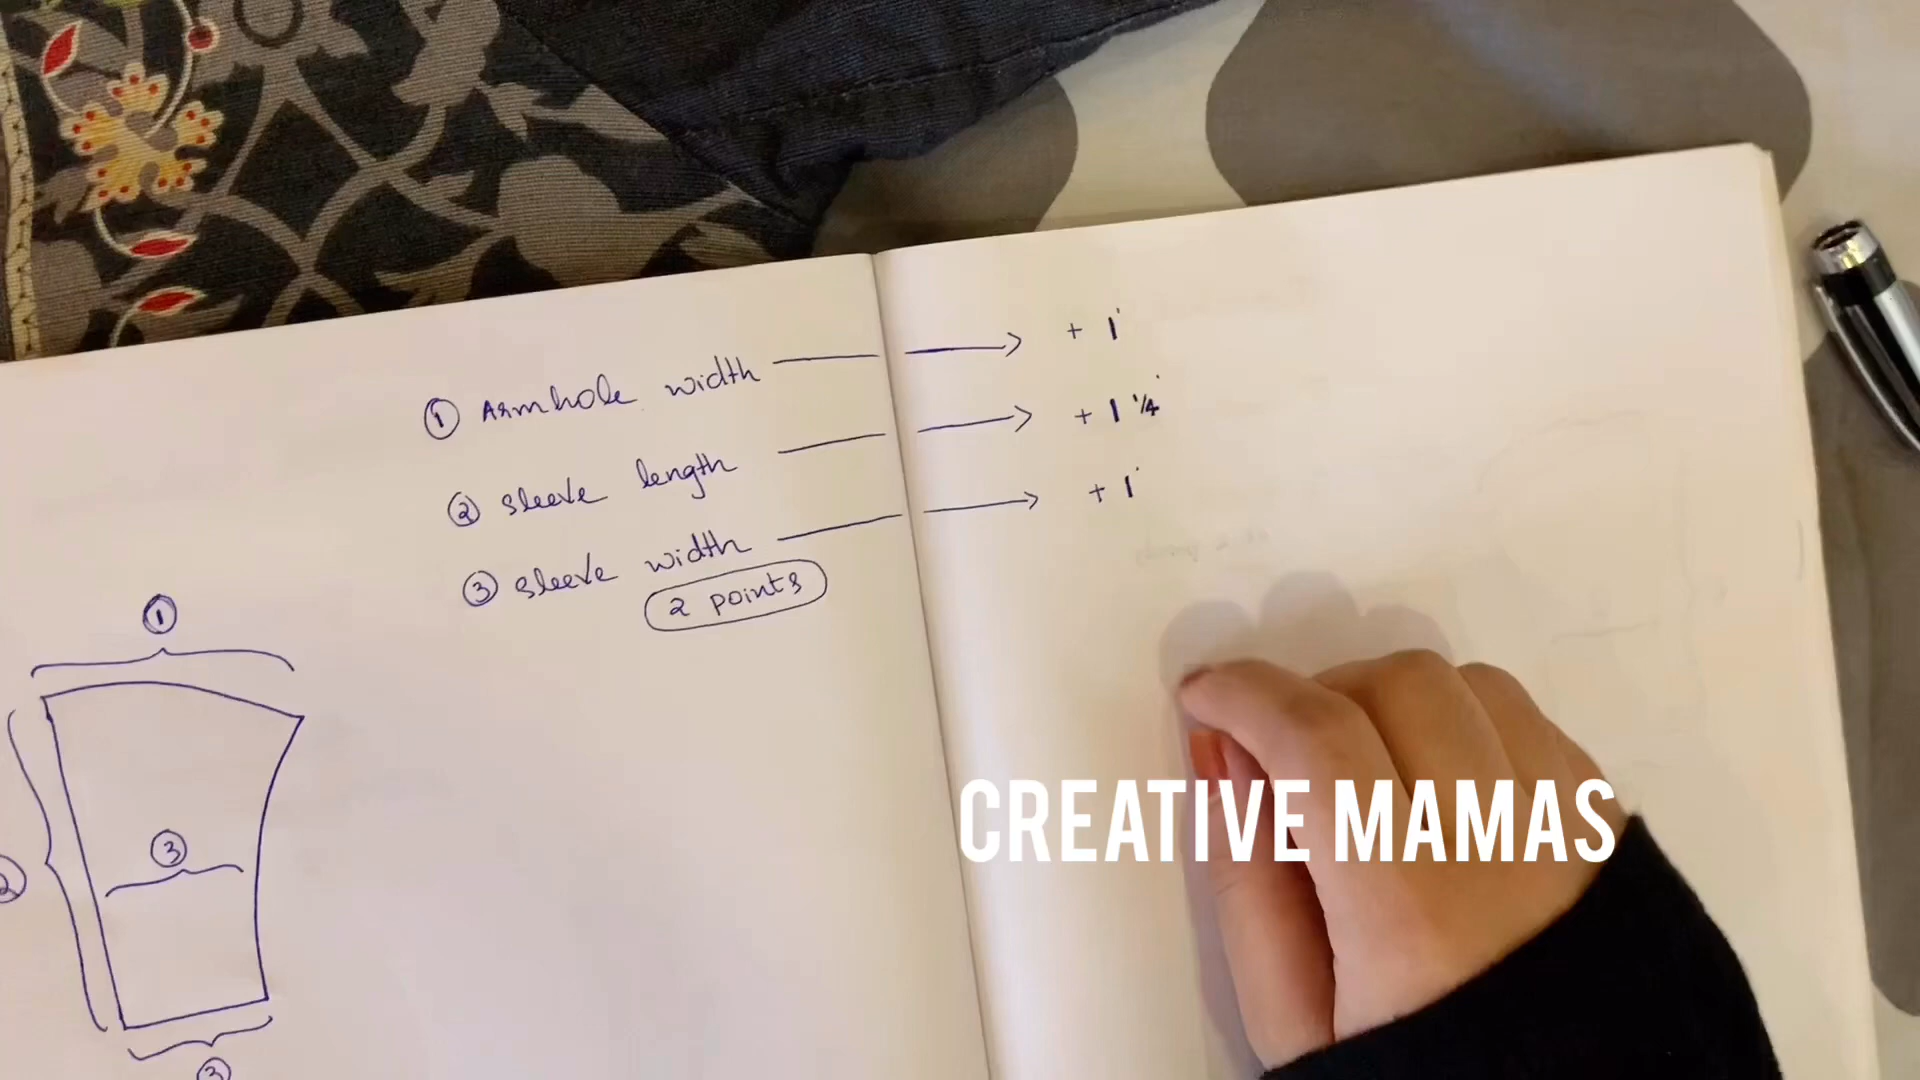 ① Armhole width → + 1"
② sleeve length → + 1 1/4"
③ sleeve width → + 1"
2 points
①
③
②
③
CREATIVE MAMAS